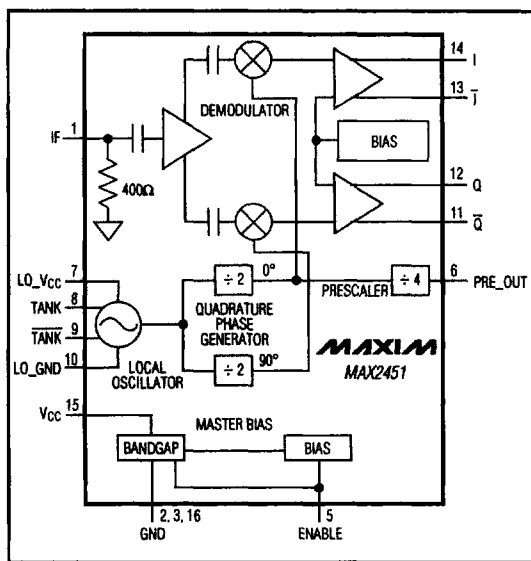 14
I
DEMODULATOR
13
I̅
IF
1
BIAS
400Ω
12
Q
11
Q̅
7
LO_VCC
÷2
0°
6
PRESCALER
÷4
PRE_OUT
8
TANK
QUADRATURE
PHASE
GENERATOR
9
T̅A̅N̅K̅
MAXIM
MAX2451
10
LO_GND
LOCAL
OSCILLATOR
÷2
90°
15
VCC
MASTER BIAS
BANDGAP
BIAS
2, 3, 16
GND
5
ENABLE